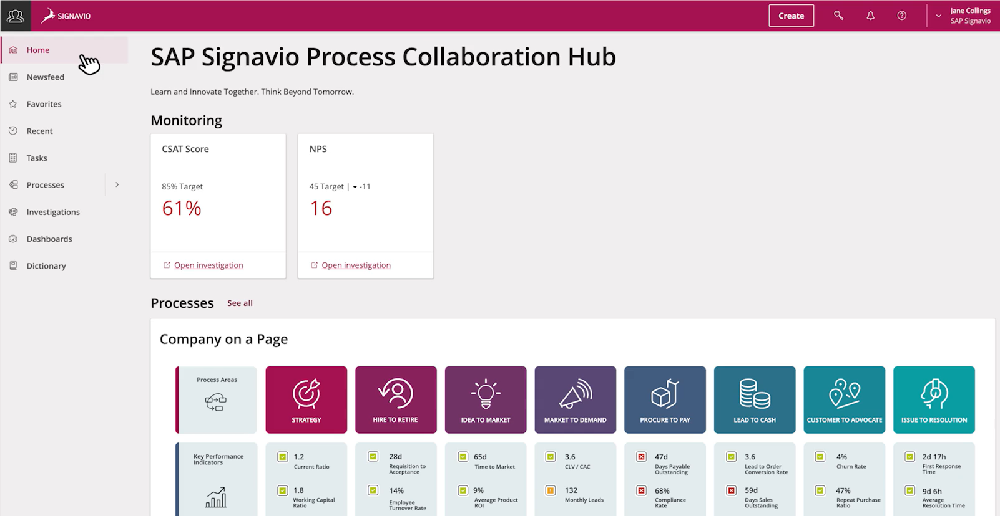 SIGNAVIO
Create
Jane Collings
SAP Signavio
Home
Newsfeed
Favorites
Recent
Tasks
Processes
Investigations
Dashboards
Dictionary
SAP Signavio Process Collaboration Hub
Learn and Innovate Together. Think Beyond Tomorrow.
Monitoring
CSAT Score
85% Target
61%
Open investigation
NPS
45 Target | -11
16
Open investigation
Processes See all
Company on a Page
Process Areas
STRATEGY
HIRE TO RETIRE
IDEA TO MARKET
MARKET TO DEMAND
PROCURE TO PAY
LEAD TO CASH
CUSTOMER TO ADVOCATE
ISSUE TO RESOLUTION
Key Performance
Indicators
1.2
Current Ratio
1.8
Working Capital
Ratio
28d
Requisition to
Acceptance
14%
Employee
Turnover Rate
65d
Time to Market
9%
Average Product
ROI
3.6
CLV / CAC
132
Monthly Leads
47d
Days Payable
Outstanding
68%
Compliance
Rate
3.6
Lead to Order
Conversion Rate
59d
Days Sales
Outstanding
4%
Churn Rate
47%
Repeat Purchase
Ratio
2d 17h
First Response
Time
9d 6h
Average
Resolution Time